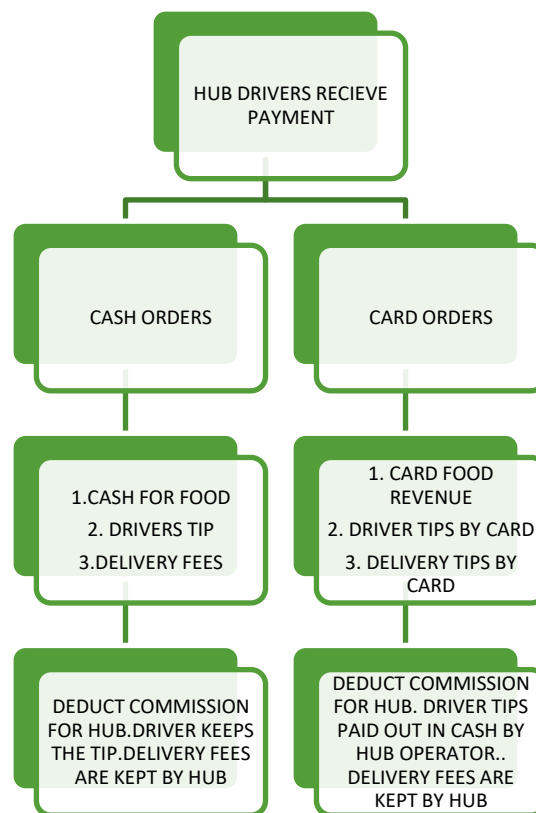 HUB DRIVERS RECIEVE
PAYMENT
CASH ORDERS
CARD ORDERS
1.CASH FOR FOOD
2. DRIVERS TIP
3.DELIVERY FEES
1. CARD FOOD
REVENUE
2. DRIVER TIPS BY CARD
3. DELIVERY TIPS BY
CARD
DEDUCT COMMISSION
FOR HUB.DRIVER KEEPS
THE TIP.DELIVERY FEES
ARE KEPT BY HUB
DEDUCT COMMISSION
FOR HUB. DRIVER TIPS
PAID OUT IN CASH BY
HUB OPERATOR..
DELIVERY FEES ARE
KEPT BY HUB